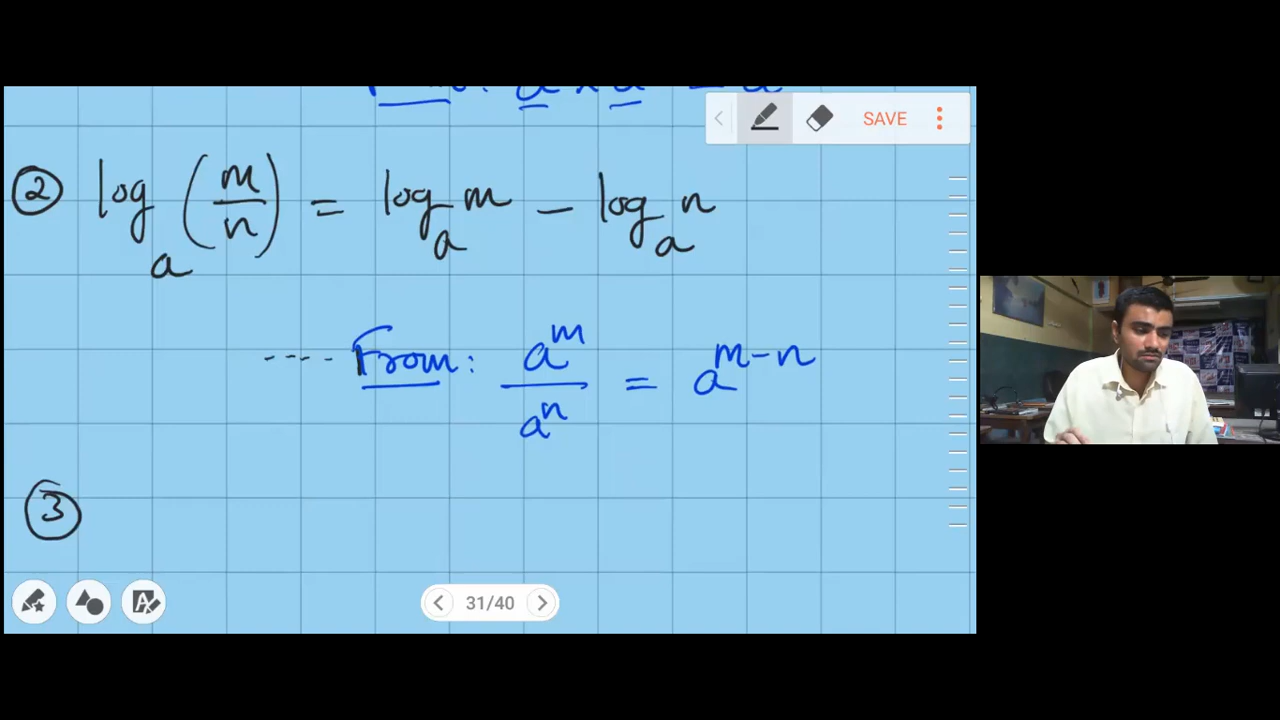 SAVE
② log_a (m/n) = log_a m - log_a n
---- From: a^m/a^n = a^(m-n)
③
31/40